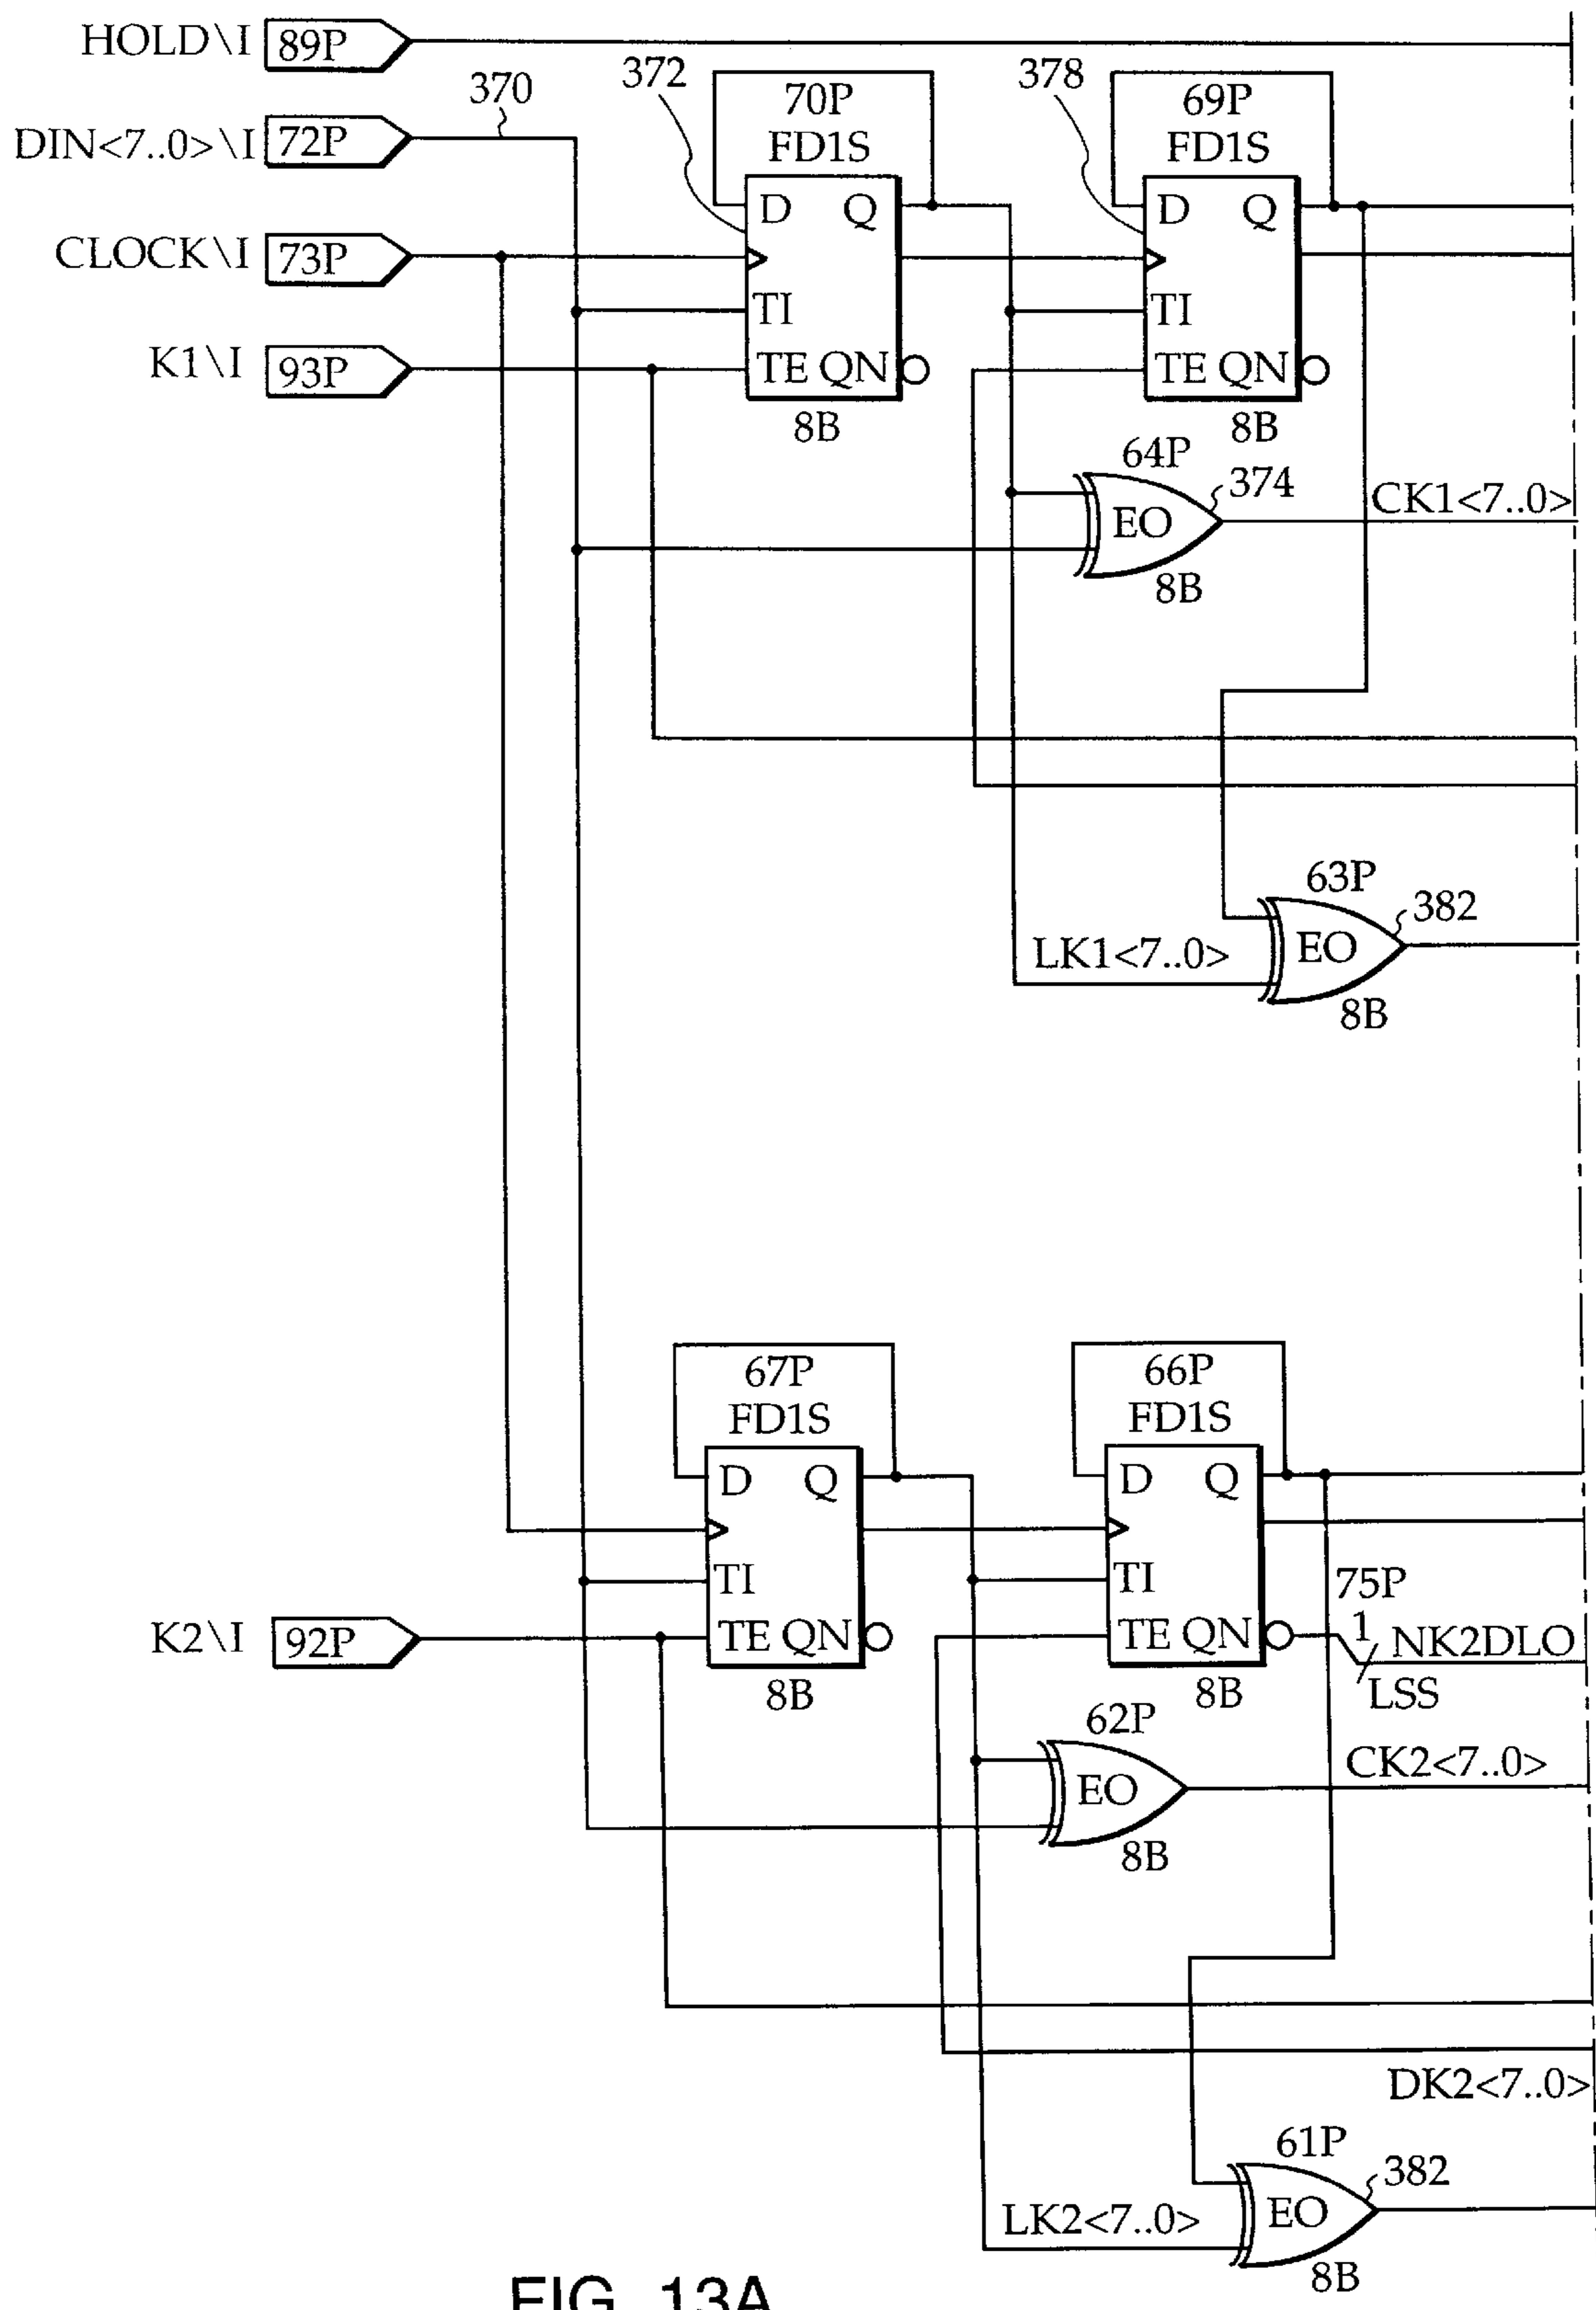 HOLD\I 89P
370
372
70P
FD1S
378
69P
FD1S
DIN<7..0>\I 72P
D Q
D Q
CLOCK\I 73P
TI
TI
K1\I 93P
TE QN
TE QN
8B
8B
64P
374
EO
CK1<7..0>
8B
63P
382
EO
LK1<7..0>
8B
67P
FD1S
66P
FD1S
D Q
D Q
TI
TI
75P
K2\I 92P
TE QN
TE QN
1
NK2DLO
LSS
8B
8B
62P
EO
CK2<7..0>
8B
DK2<7..0>
61P
382
EO
LK2<7..0>
8B
FIG. 13A